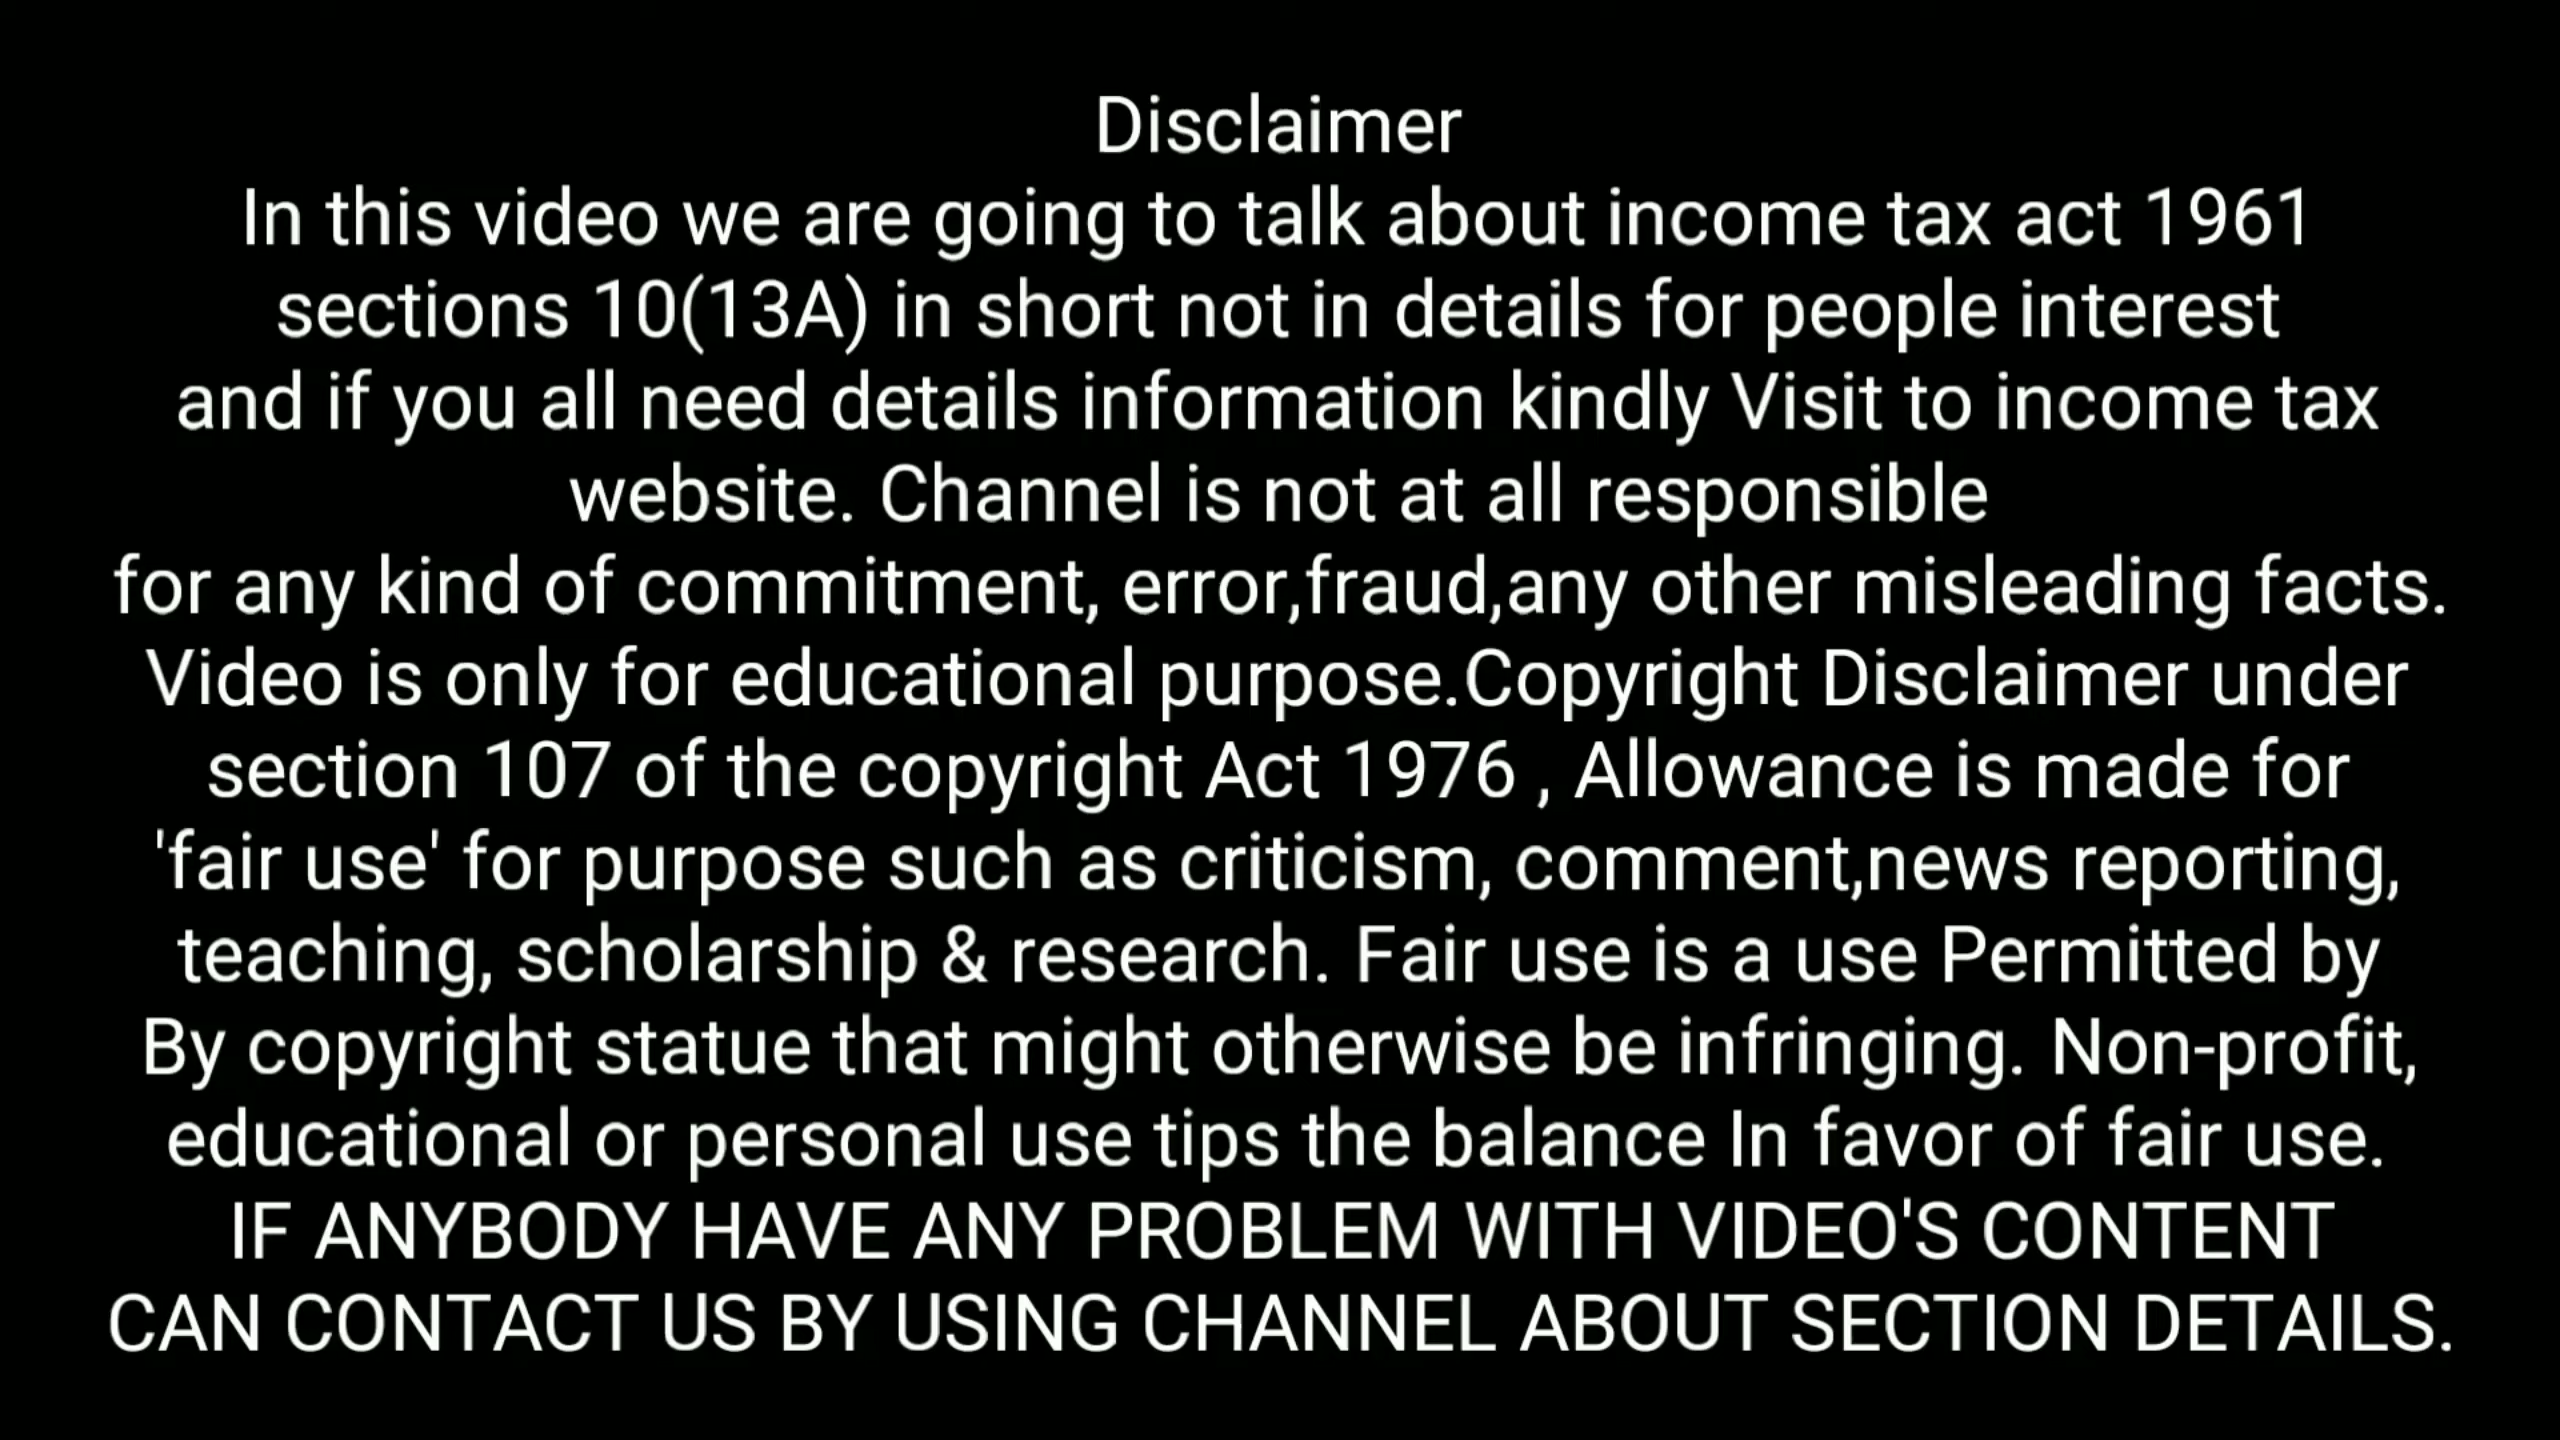 Disclaimer
In this video we are going to talk about income tax act 1961
sections 10(13A) in short not in details for people interest
and if you all need details information kindly Visit to income tax
website. Channel is not at all responsible
for any kind of commitment, error,fraud,any other misleading facts.
Video is only for educational purpose.Copyright Disclaimer under
section 107 of the copyright Act 1976 , Allowance is made for
'fair use' for purpose such as criticism, comment,news reporting,
teaching, scholarship & research. Fair use is a use Permitted by
By copyright statue that might otherwise be infringing. Non-profit,
educational or personal use tips the balance In favor of fair use.
IF ANYBODY HAVE ANY PROBLEM WITH VIDEO'S CONTENT
CAN CONTACT US BY USING CHANNEL ABOUT SECTION DETAILS.